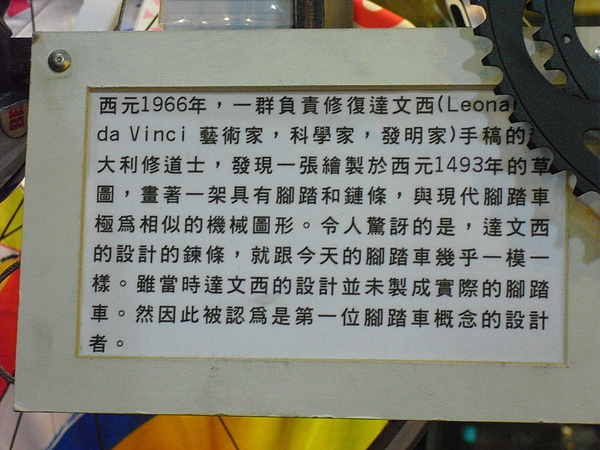 西元1966年，一群負責修復達文西(Leona
da Vinci 藝術家，科學家，發明家)手稿的
大利修道士，發現一張繪製於西元1493年的草
圖，畫著一架具有腳踏和鏈條，與現代腳踏車
極為相似的機械圖形。令人驚訝的是，達文西
的設計的鍊條，就跟今天的腳踏車幾乎一模一
樣。雖當時達文西的設計並未製成實際的腳踏
車。然因此被認為是第一位腳踏車概念的設計
者。